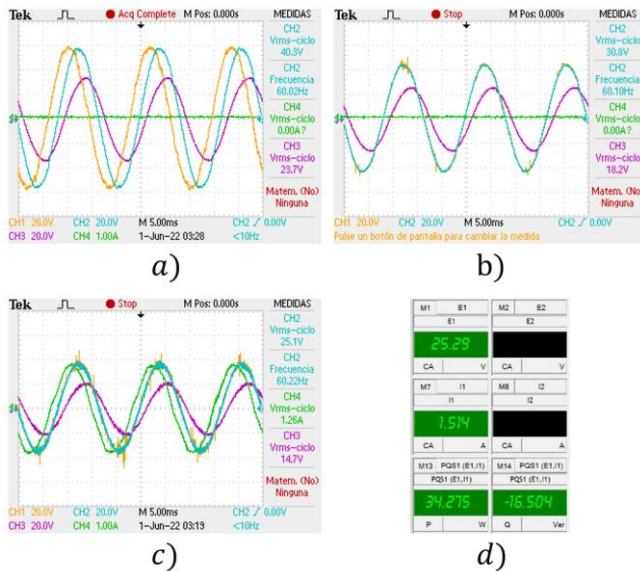 Tek Acq Complete M Pos: 0.000s MEDIDAS
CH2
Vrms-ciclo
40.3V
CH2
Frecuencia
60.02Hz
CH4
Vrms-ciclo
0.00A?
CH3
Vrms-ciclo
23.7V
Matem. (No)
Ninguna
CH1 20.0V CH2 20.0V M 5.00ms CH2 0.00V
CH3 20.0V CH4 1.00A 1-Jun-22 03:28 <10Hz
a)
Tek Stop M Pos: 0.000s MEDIDAS
CH2
Vrms-ciclo
30.8V
CH2
Frecuencia
60.10Hz
CH4
Vrms-ciclo
0.00A?
CH3
Vrms-ciclo
18.2V
Matem. (No)
Ninguna
CH1 20.0V CH2 20.0V M 5.00ms CH2 0.00V
Pulse un botón de pantalla para cambiar la medida
b)
Tek Stop M Pos: 0.000s MEDIDAS
CH2
Vrms-ciclo
25.1V
CH2
Frecuencia
60.22Hz
CH4
Vrms-ciclo
1.26A
CH3
Vrms-ciclo
14.7V
Matem. (No)
Ninguna
CH1 20.0V CH2 20.0V M 5.00ms CH2 0.00V
CH3 20.0V CH4 1.00A 1-Jun-22 03:19 <10Hz
c)
M1 E1 M2 E2
E1 E2
25.29
CA V CA V
M7 I1 M8 I2
I1 I2
1.514
CA A CA A
M13 PQS1 (E1,I1) M14 PQS1 (E1,I1)
PQS1 (E1,I1) PQS1 (E1,I1)
34.275 -16.504
P W Q Var
d)